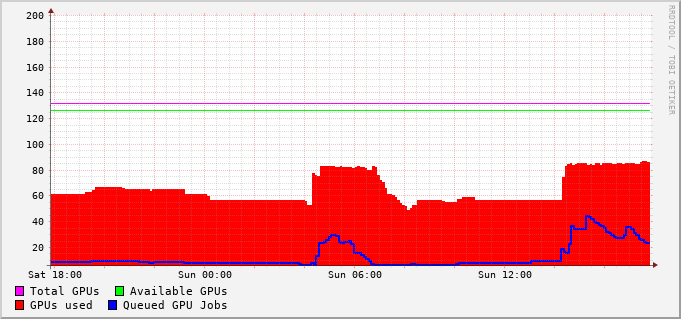 200
180
160
140
120
100
80
60
40
20
Sat 18:00 Sun 00:00 Sun 06:00 Sun 12:00
Total GPUs Available GPUs
GPUs used Queued GPU Jobs
RRDTOOL / TOBI OETIKER